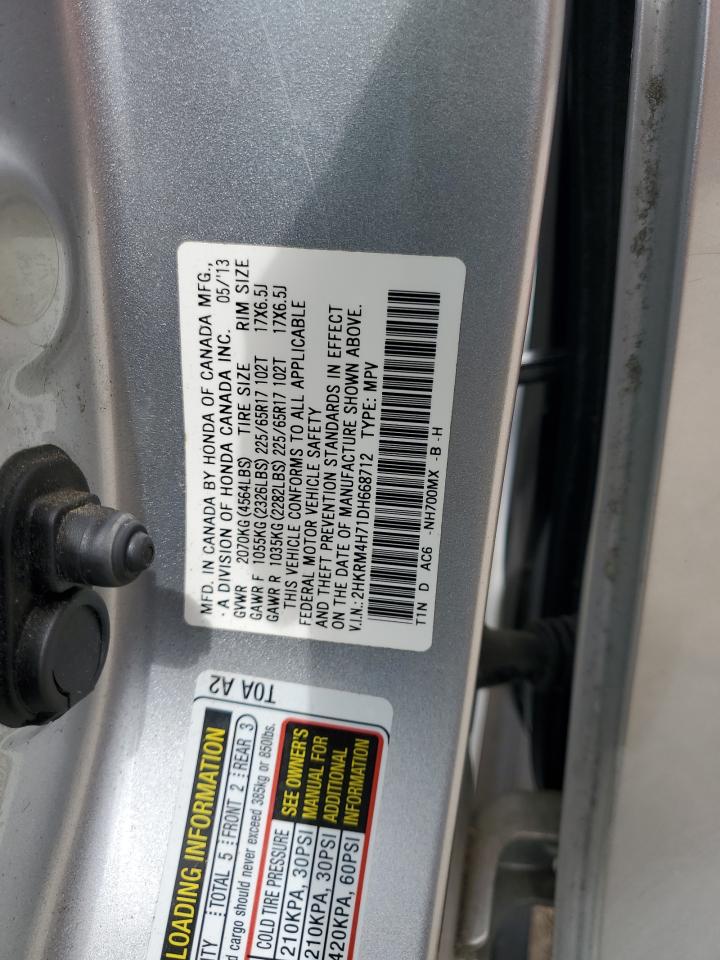 MFD. IN CANADA BY HONDA OF CANADA MFG.,
· A DIVISION OF HONDA CANADA INC. 05/'13
GVWR 2070KG(4564LBS) TIRE SIZE RIM SIZE
GAWR F 1055KG(2326LBS) 225/65R17 102T 17X6.5J
GAWR R 1035KG(2282LBS) 225/65R17 102T 17X6.5J
THIS VEHICLE CONFORMS TO ALL APPLICABLE
FEDERAL MOTOR VEHICLE SAFETY
AND THEFT PREVENTION STANDARDS IN EFFECT
ON THE DATE OF MANUFACTURE SHOWN ABOVE.
V.I.N.: 2HKRM4H71DH668712 TYPE: MPV
T1N D AC6 -NH700MX -B -H
T0A A2
LOADING INFORMATION
TOTAL 5 FRONT 2 REAR 3
cargo should never exceed 385kg or 850lbs.
COLD TIRE PRESSURE
210KPA, 30PSI
210KPA, 30PSI
420KPA, 60PSI
SEE OWNER'S
MANUAL FOR
ADDITIONAL
INFORMATION